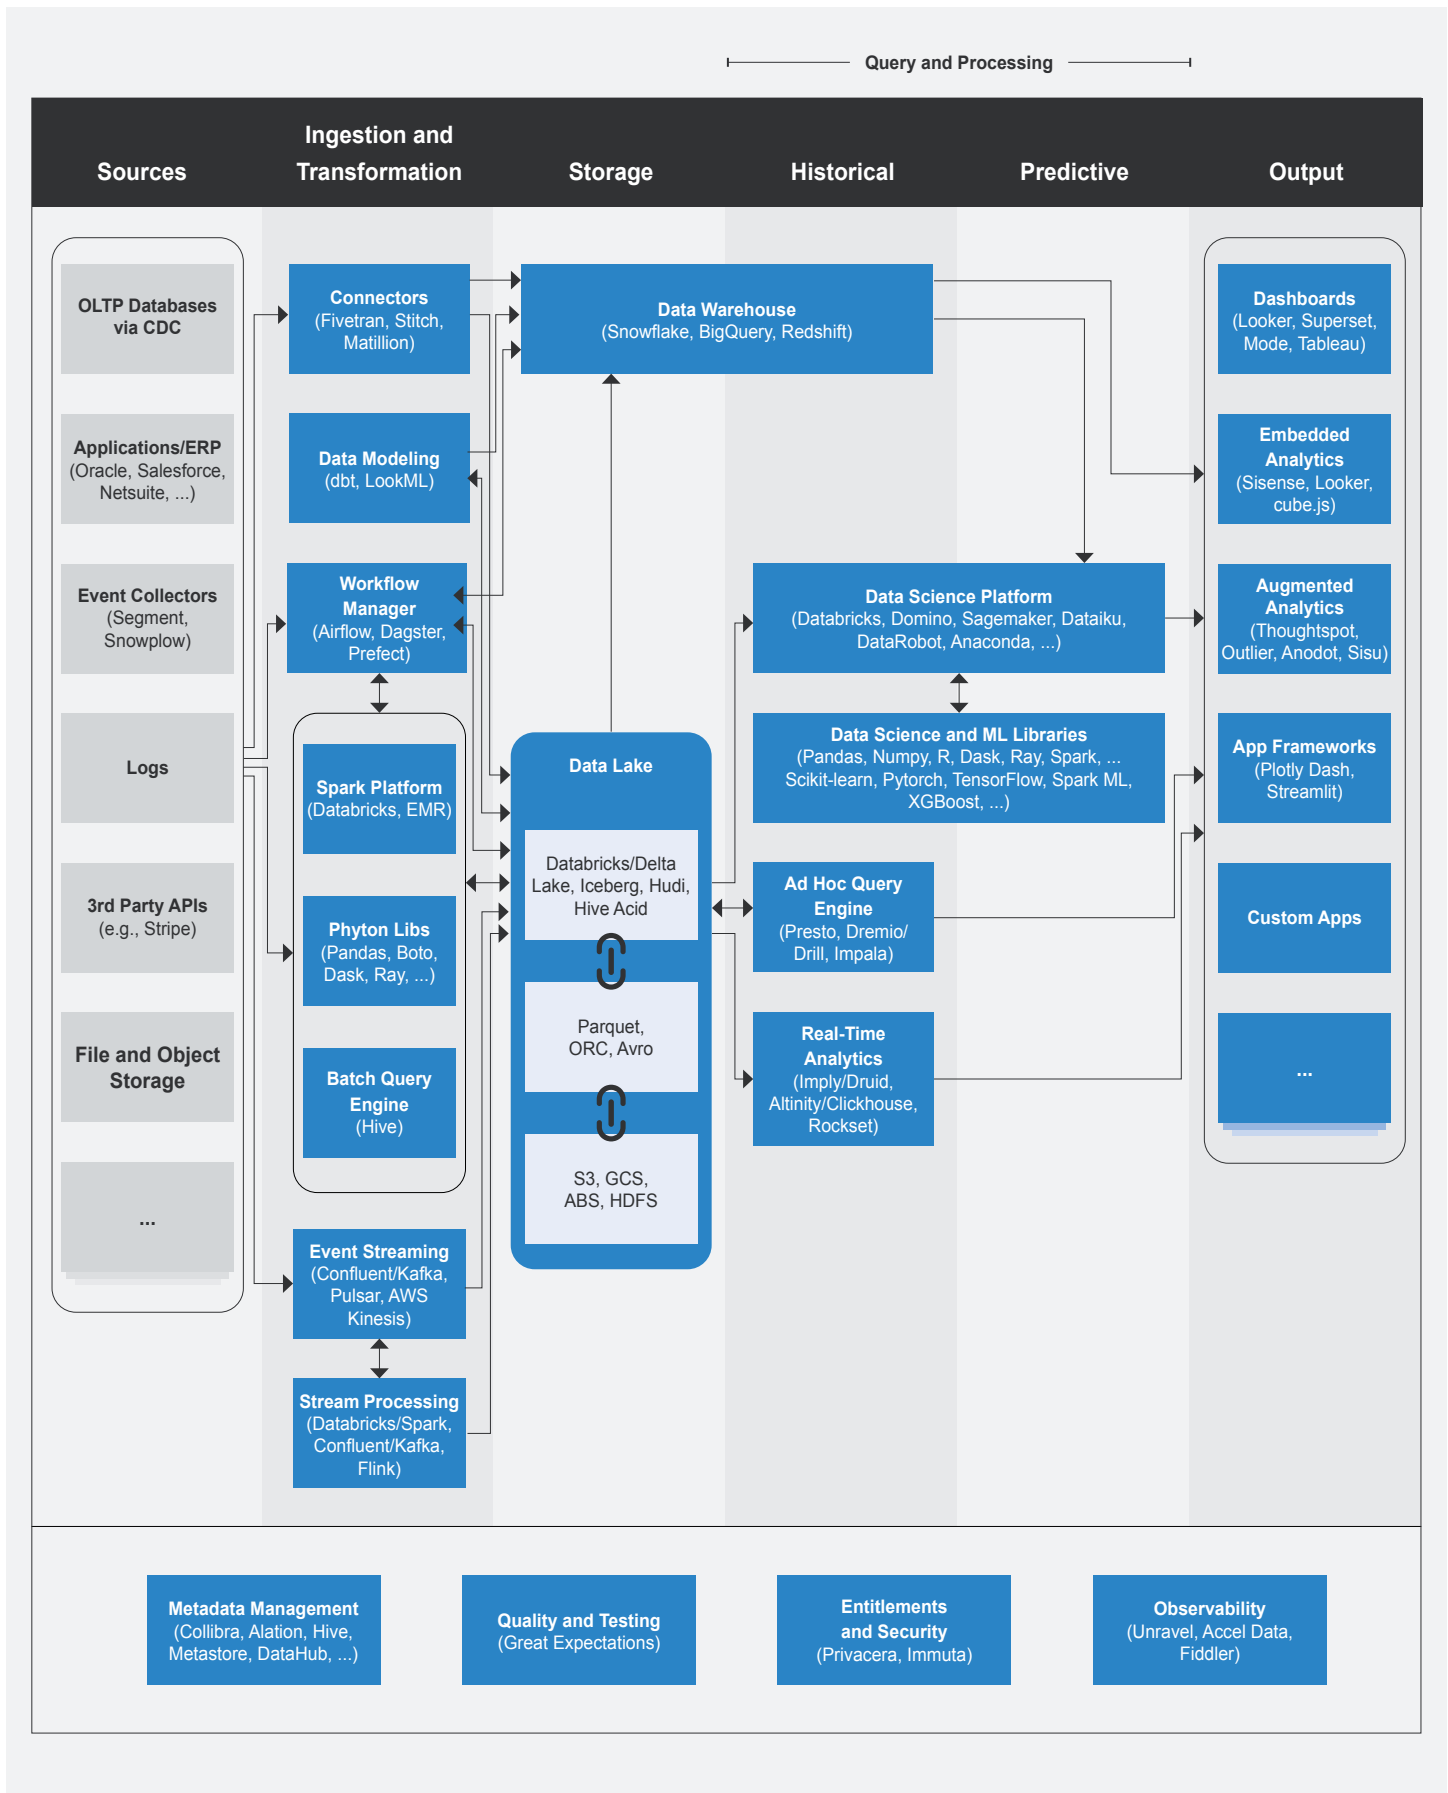 Query and Processing
Sources
Ingestion and
Transformation
Storage
Historical
Predictive
Output
OLTP Databases
via CDC
Applications/ERP
(Oracle, Salesforce,
Netsuite, ...)
Event Collectors
(Segment,
Snowplow)
Logs
3rd Party APIs
(e.g., Stripe)
File and Object
Storage
...
Connectors
(Fivetran, Stitch,
Matillion)
Data Modeling
(dbt, LookML)
Workflow
Manager
(Airflow, Dagster,
Prefect)
Spark Platform
(Databricks, EMR)
Phyton Libs
(Pandas, Boto,
Dask, Ray, ...)
Batch Query
Engine
(Hive)
Event Streaming
(Confluent/Kafka,
Pulsar, AWS
Kinesis)
Stream Processing
(Databricks/Spark,
Confluent/Kafka,
Flink)
Data Warehouse
(Snowflake, BigQuery, Redshift)
Data Lake
Databricks/Delta
Lake, Iceberg, Hudi,
Hive Acid
Parquet,
ORC, Avro
S3, GCS,
ABS, HDFS
Data Science Platform
(Databricks, Domino, Sagemaker, Dataiku,
DataRobot, Anaconda, ...)
Data Science and ML Libraries
(Pandas, Numpy, R, Dask, Ray, Spark, ...
Scikit-learn, Pytorch, TensorFlow, Spark ML,
XGBoost, ...)
Ad Hoc Query
Engine
(Presto, Dremio/
Drill, Impala)
Real-Time
Analytics
(Imply/Druid,
Altinity/Clickhouse,
Rockset)
Dashboards
(Looker, Superset,
Mode, Tableau)
Embedded
Analytics
(Sisense, Looker,
cube.js)
Augmented
Analytics
(Thoughtspot,
Outlier, Anodot, Sisu)
App Frameworks
(Plotly Dash,
Streamlit)
Custom Apps
...
Metadata Management
(Collibra, Alation, Hive,
Metastore, DataHub, ...)
Quality and Testing
(Great Expectations)
Entitlements
and Security
(Privacera, Immuta)
Observability
(Unravel, Accel Data,
Fiddler)